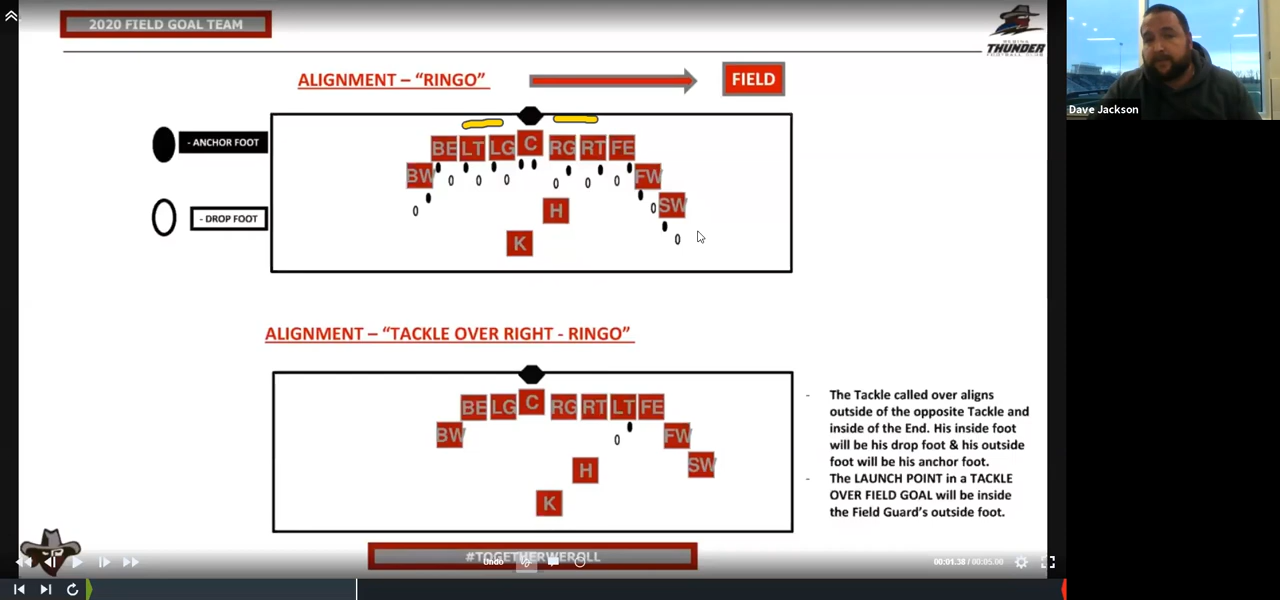 2020 FIELD GOAL TEAM
THUNDER
Dave Jackson
ALIGNMENT – “RINGO”
FIELD
- ANCHOR FOOT
- DROP FOOT
BE LT LG C RG RT FE
BW FW
H SW
K
ALIGNMENT – “TACKLE OVER RIGHT - RINGO”
BE LG C RG RT LT FE
BW FW
H SW
K
- The Tackle called over aligns
outside of the opposite Tackle and
inside of the End. His inside foot
will be his drop foot & his outside
foot will be his anchor foot.
- The LAUNCH POINT in a TACKLE
OVER FIELD GOAL will be inside
the Field Guard’s outside foot.
#TOGETHERWEROLL
Undo
00:01.38 / 00:05.00